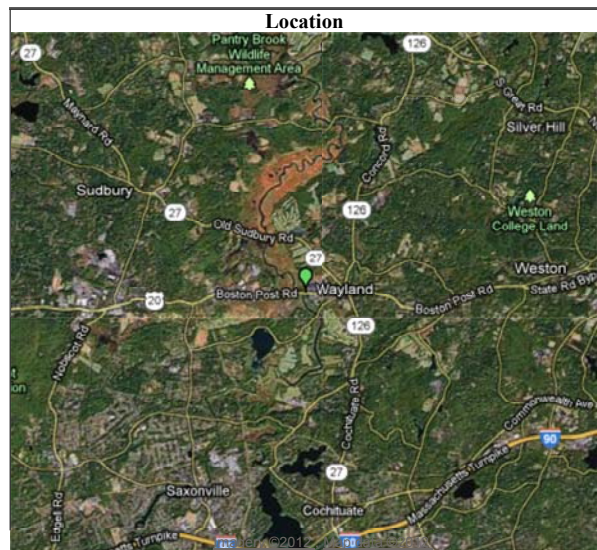 Location
27
Pantry Brook
Wildlife
Management Area
126
Maynard Rd
S Great Rd
Silver Hill
Concord Rd
Sudbury
27
126
Weston
College Land
Old Sudbury Rd
27
Weston
20
Boston Post Rd
Wayland
Boston Post Rd
State Rd Byp
126
Nobscot Rd
Cochituate Rd
Commonwealth Ave
90
Massachusetts Turnpike
27
Edgell Rd
Saxonville
Cochituate
Turnpike
90
©2012